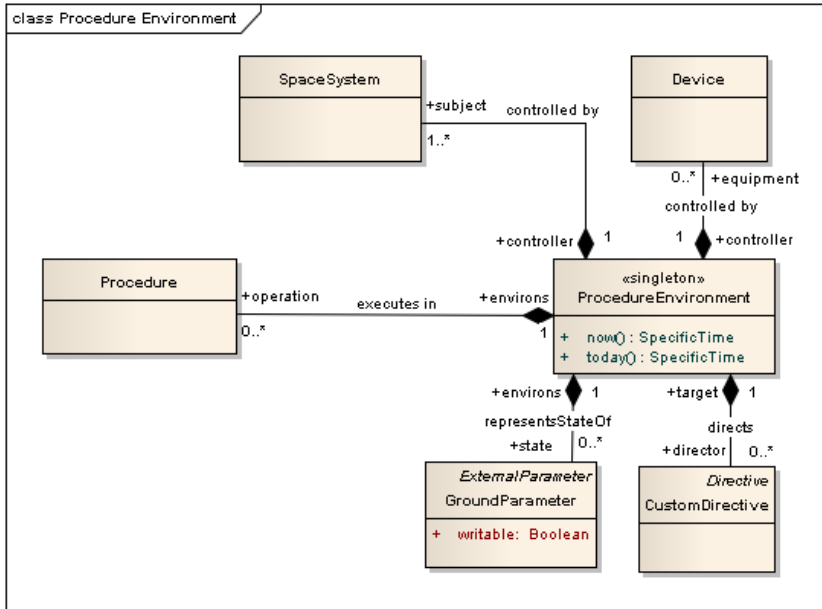 class Procedure Environment
SpaceSystem
Device
+subject
controlled by
1..*
0..*
+equipment
controlled by
+controller
1
1
+controller
Procedure
+operation
executes in
+environs
0..*
1
«singleton»
ProcedureEnvironment
+ now() : SpecificTime
+ today() : SpecificTime
+environs
1
+target
1
representsStateOf
directs
+state
0..*
+director
0..*
ExternalParameter
GroundParameter
+ writable: Boolean
Directive
CustomDirective